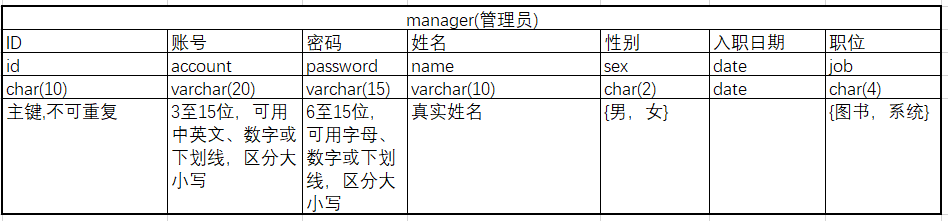 manager(管理员)
ID 账号 密码 姓名 性别 入职日期 职位
id account password name sex date job
char(10) varchar(20) varchar(15) varchar(10) char(2) date char(4)
主键,不可重复 3至15位，可用 6至15位， 真实姓名 {男，女} {图书，系统}
中英文、数字或 可用字母、
下划线，区分大 数字或下划
小写 线，区分大
小写